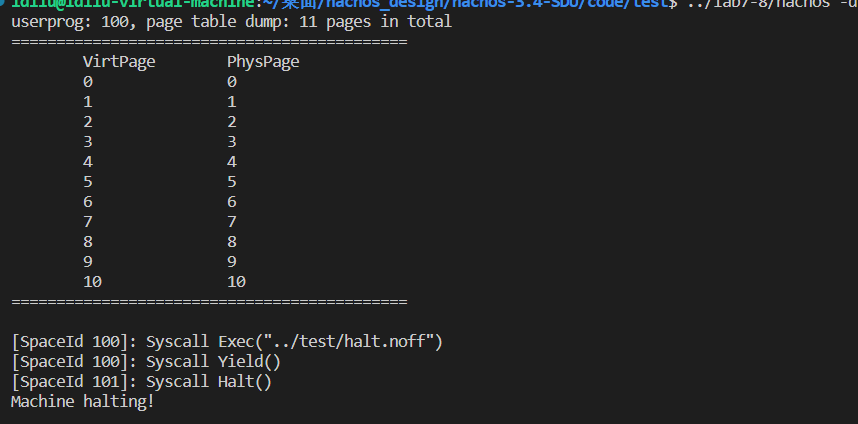 idliu@idliu-virtual-machine:~/桌面/nachos_design/nachos-3.4-SDU/code/test$ ../lab7-8/nachos -d
userprog: 100, page table dump: 11 pages in total
============================================
VirtPage PhysPage
0 0
1 1
2 2
3 3
4 4
5 5
6 6
7 7
8 8
9 9
10 10
============================================
[SpaceId 100]: Syscall Exec("../test/halt.noff")
[SpaceId 100]: Syscall Yield()
[SpaceId 101]: Syscall Halt()
Machine halting!